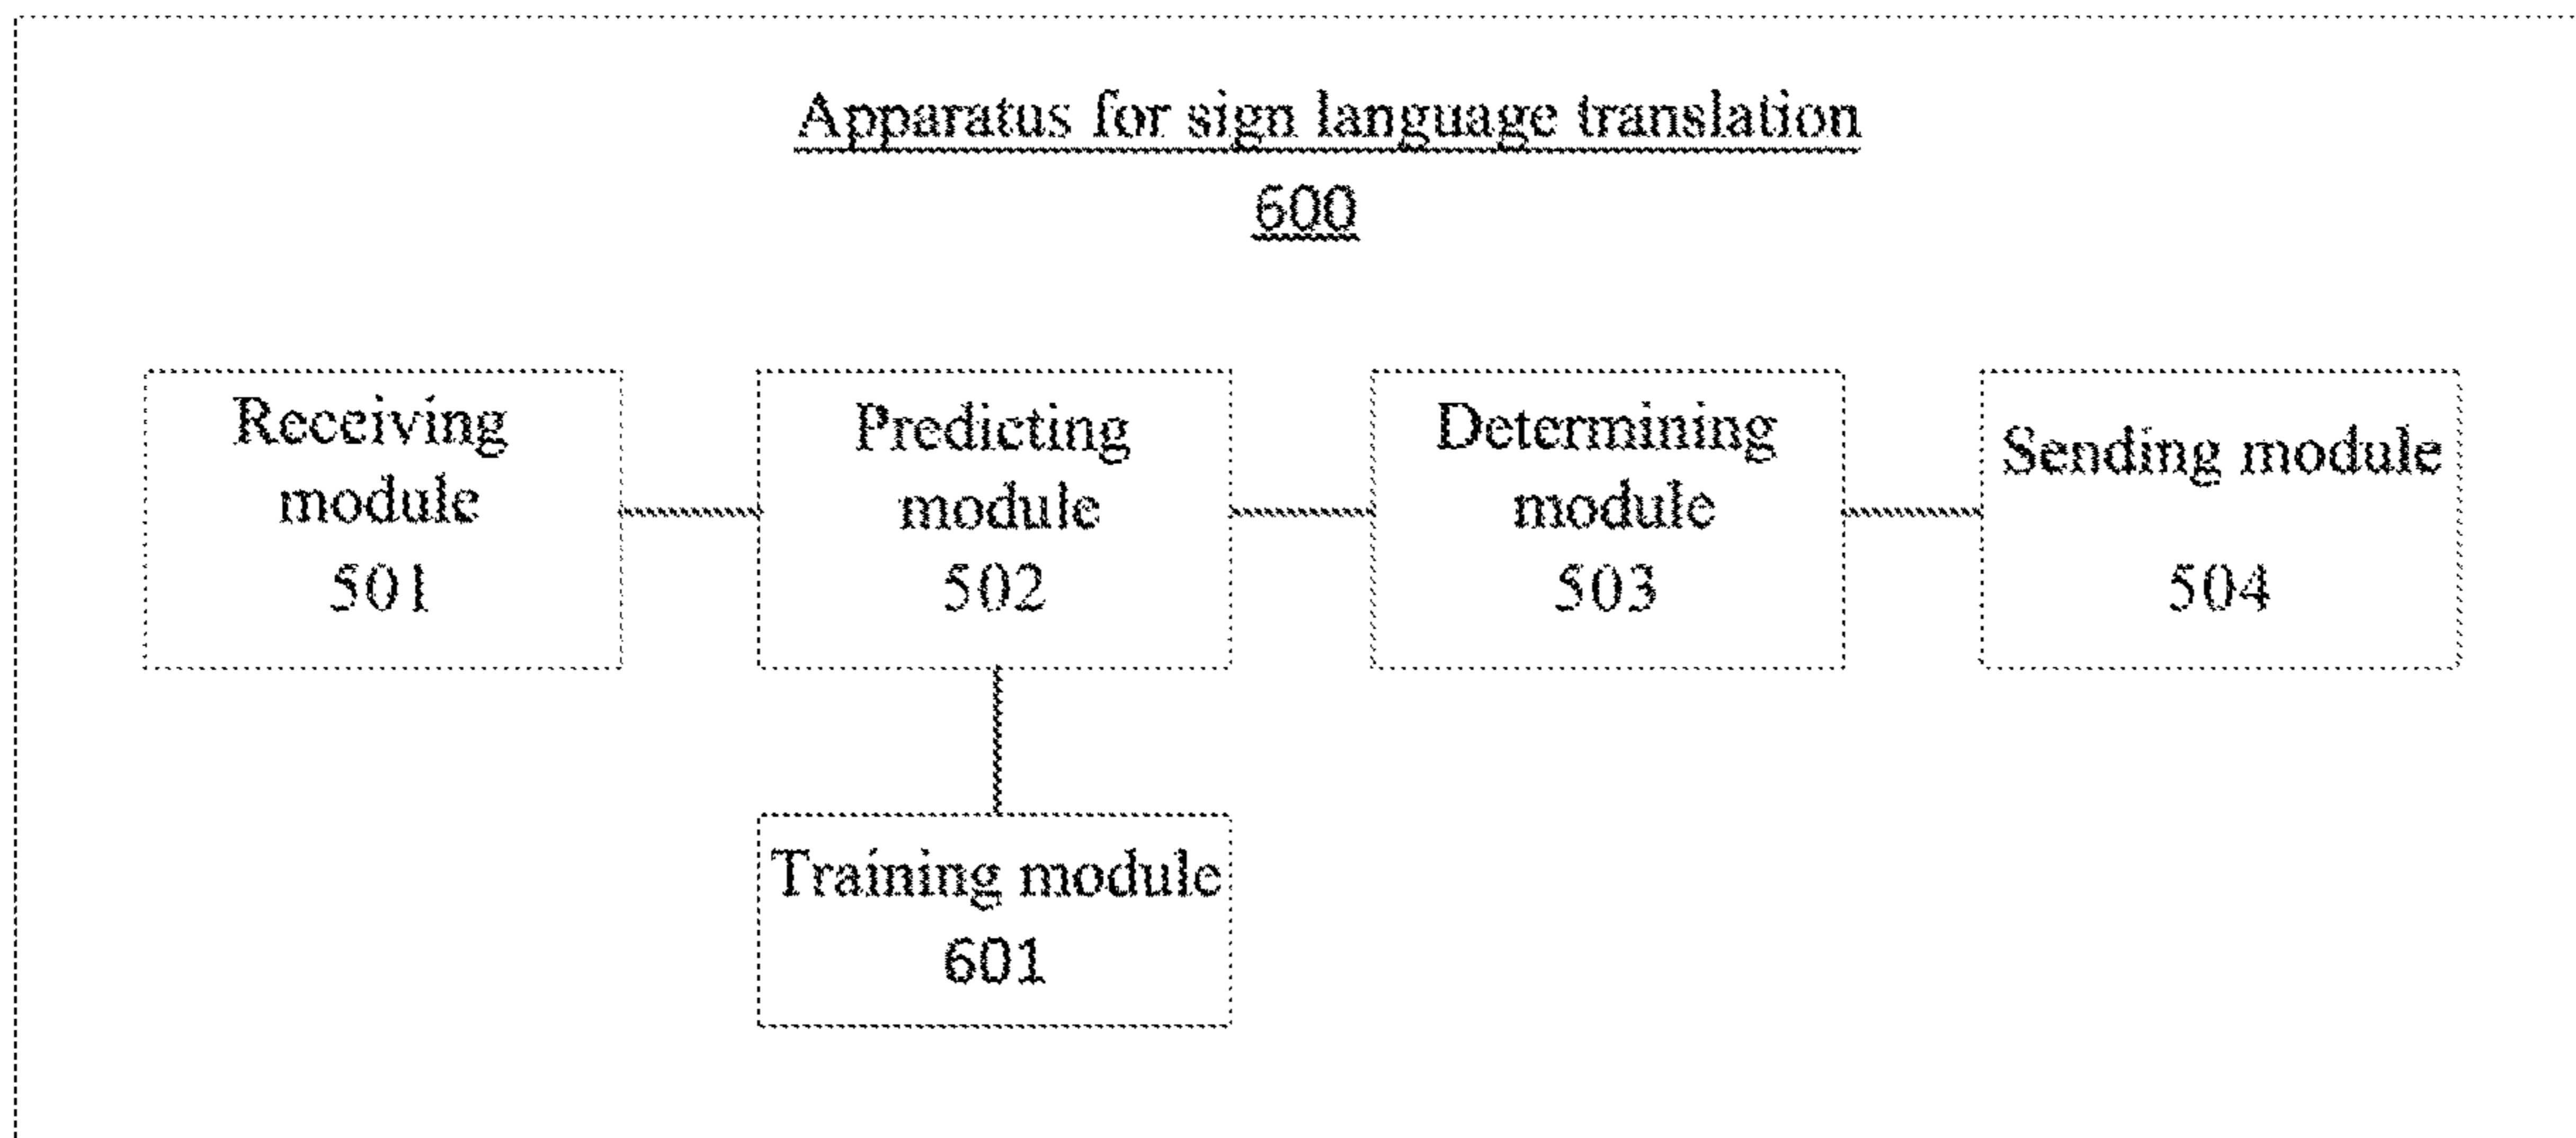 Apparatus for sign language translation
600
Receiving
module
501
Predicting
module
502
Determining
module
503
Sending module
504
Training module
601